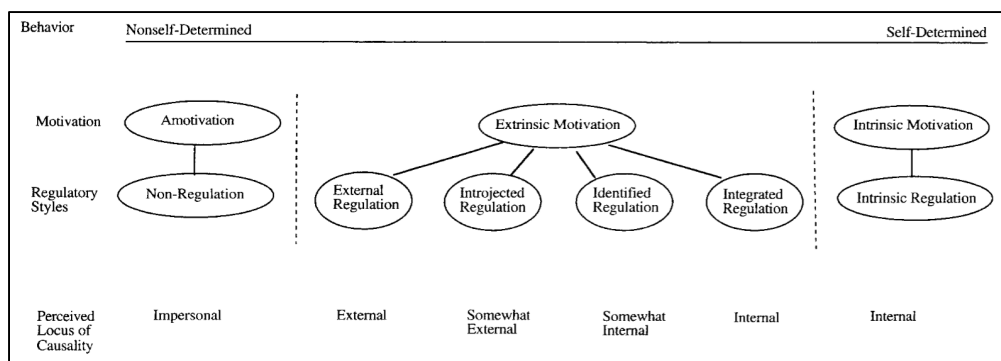 Behavior
Nonself-Determined
Self-Determined
Motivation
Amotivation
Extrinsic Motivation
Intrinsic Motivation
Regulatory
Styles
Non-Regulation
External
Regulation
Introjected
Regulation
Identified
Regulation
Integrated
Regulation
Intrinsic Regulation
Perceived
Locus of
Causality
Impersonal
External
Somewhat
External
Somewhat
Internal
Internal
Internal